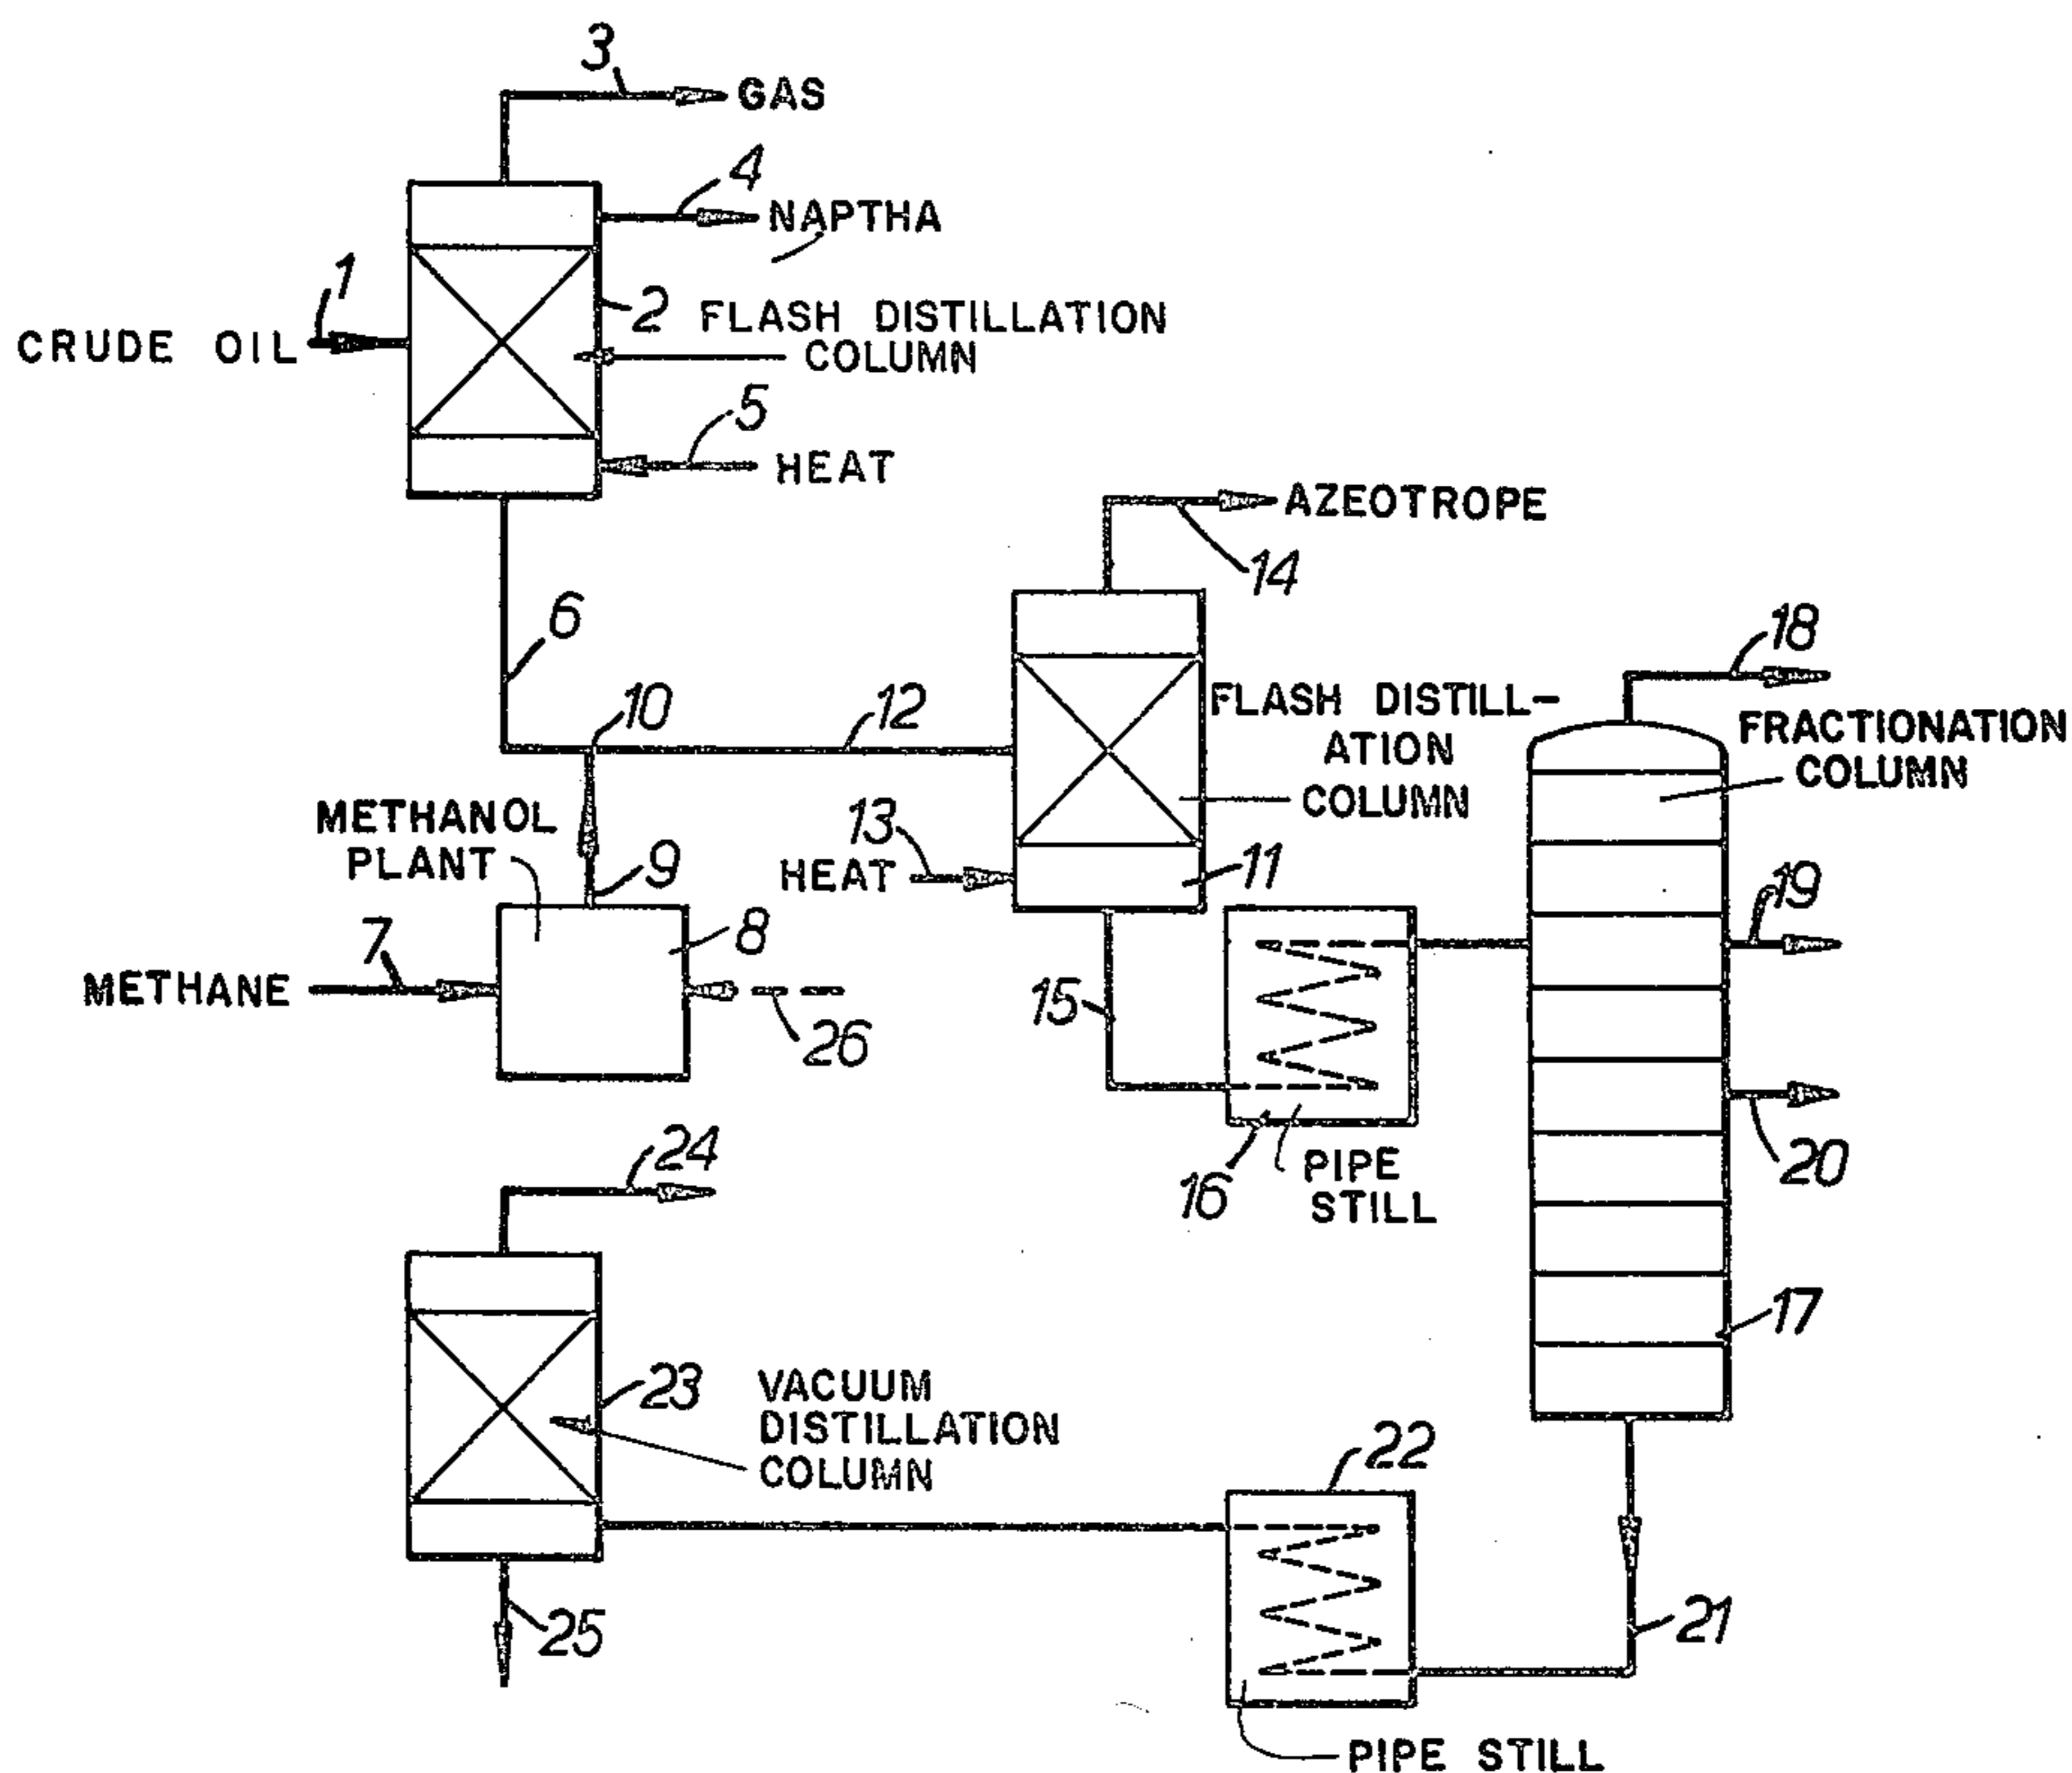 3
GAS
4
NAPTHA
1
CRUDE OIL
2
FLASH DISTILLATION
COLUMN
5
HEAT
AZEOTROPE
14
6
10
12
18
FLASH DISTILL-
ATION
COLUMN
FRACTIONATION
COLUMN
METHANOL
PLANT
9
13
HEAT
11
7
8
19
METHANE
15
26
24
16
PIPE
STILL
20
17
23
VACUUM
DISTILLATION
COLUMN
22
25
21
PIPE STILL